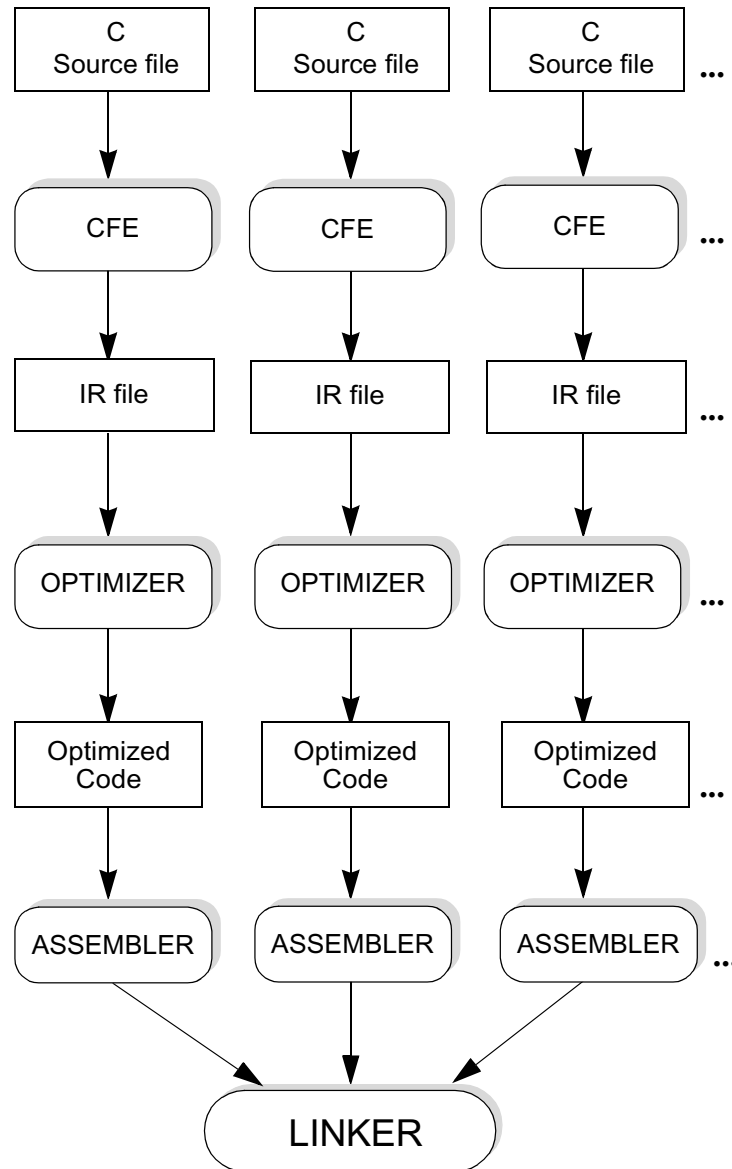 C
Source file
C
Source file
C
Source file
...
CFE
CFE
CFE
...
IR file
IR file
IR file
...
OPTIMIZER
OPTIMIZER
OPTIMIZER
...
Optimized
Code
Optimized
Code
Optimized
Code
...
ASSEMBLER
ASSEMBLER
ASSEMBLER
...
LINKER